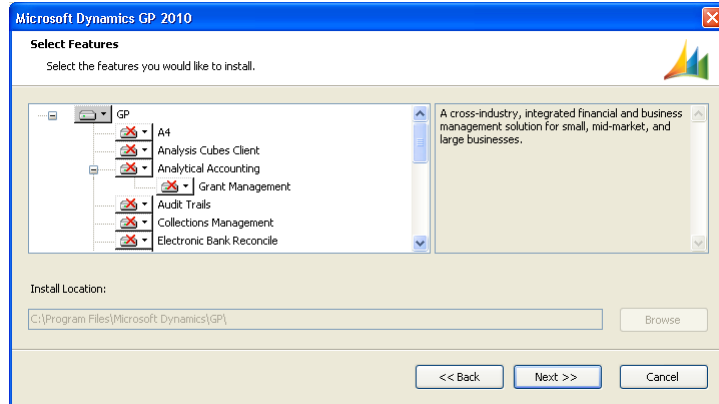 Microsoft Dynamics GP 2010
Select Features
Select the features you would like to install.
GP
A4
Analysis Cubes Client
Analytical Accounting
Grant Management
Audit Trails
Collections Management
Electronic Bank Reconcile
A cross-industry, integrated financial and business
management solution for small, mid-market, and
large businesses.
Install Location:
C:\Program Files\Microsoft Dynamics\GP\
Browse
<< Back
Next >>
Cancel